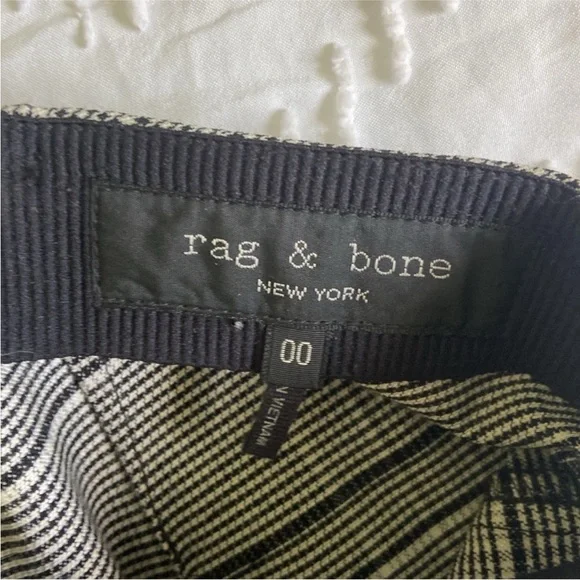 rag & bone
NEW YORK
00
N VIETNAM